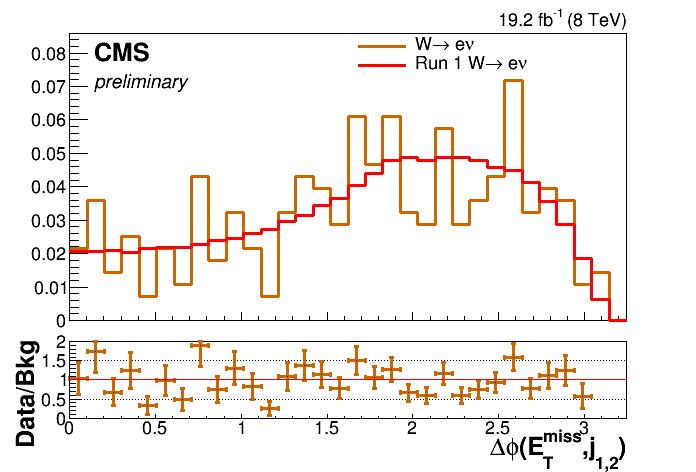 19.2 fb⁻¹ (8 TeV)
CMS
preliminary
W→ eν
Run 1 W→ eν
0.08
0.07
0.06
0.05
0.04
0.03
0.02
0.01
0
Data/Bkg
2
1.5
1
0.5
0
0 0.5 1 1.5 2 2.5 3
Δϕ(E_T^miss,j_1,2)